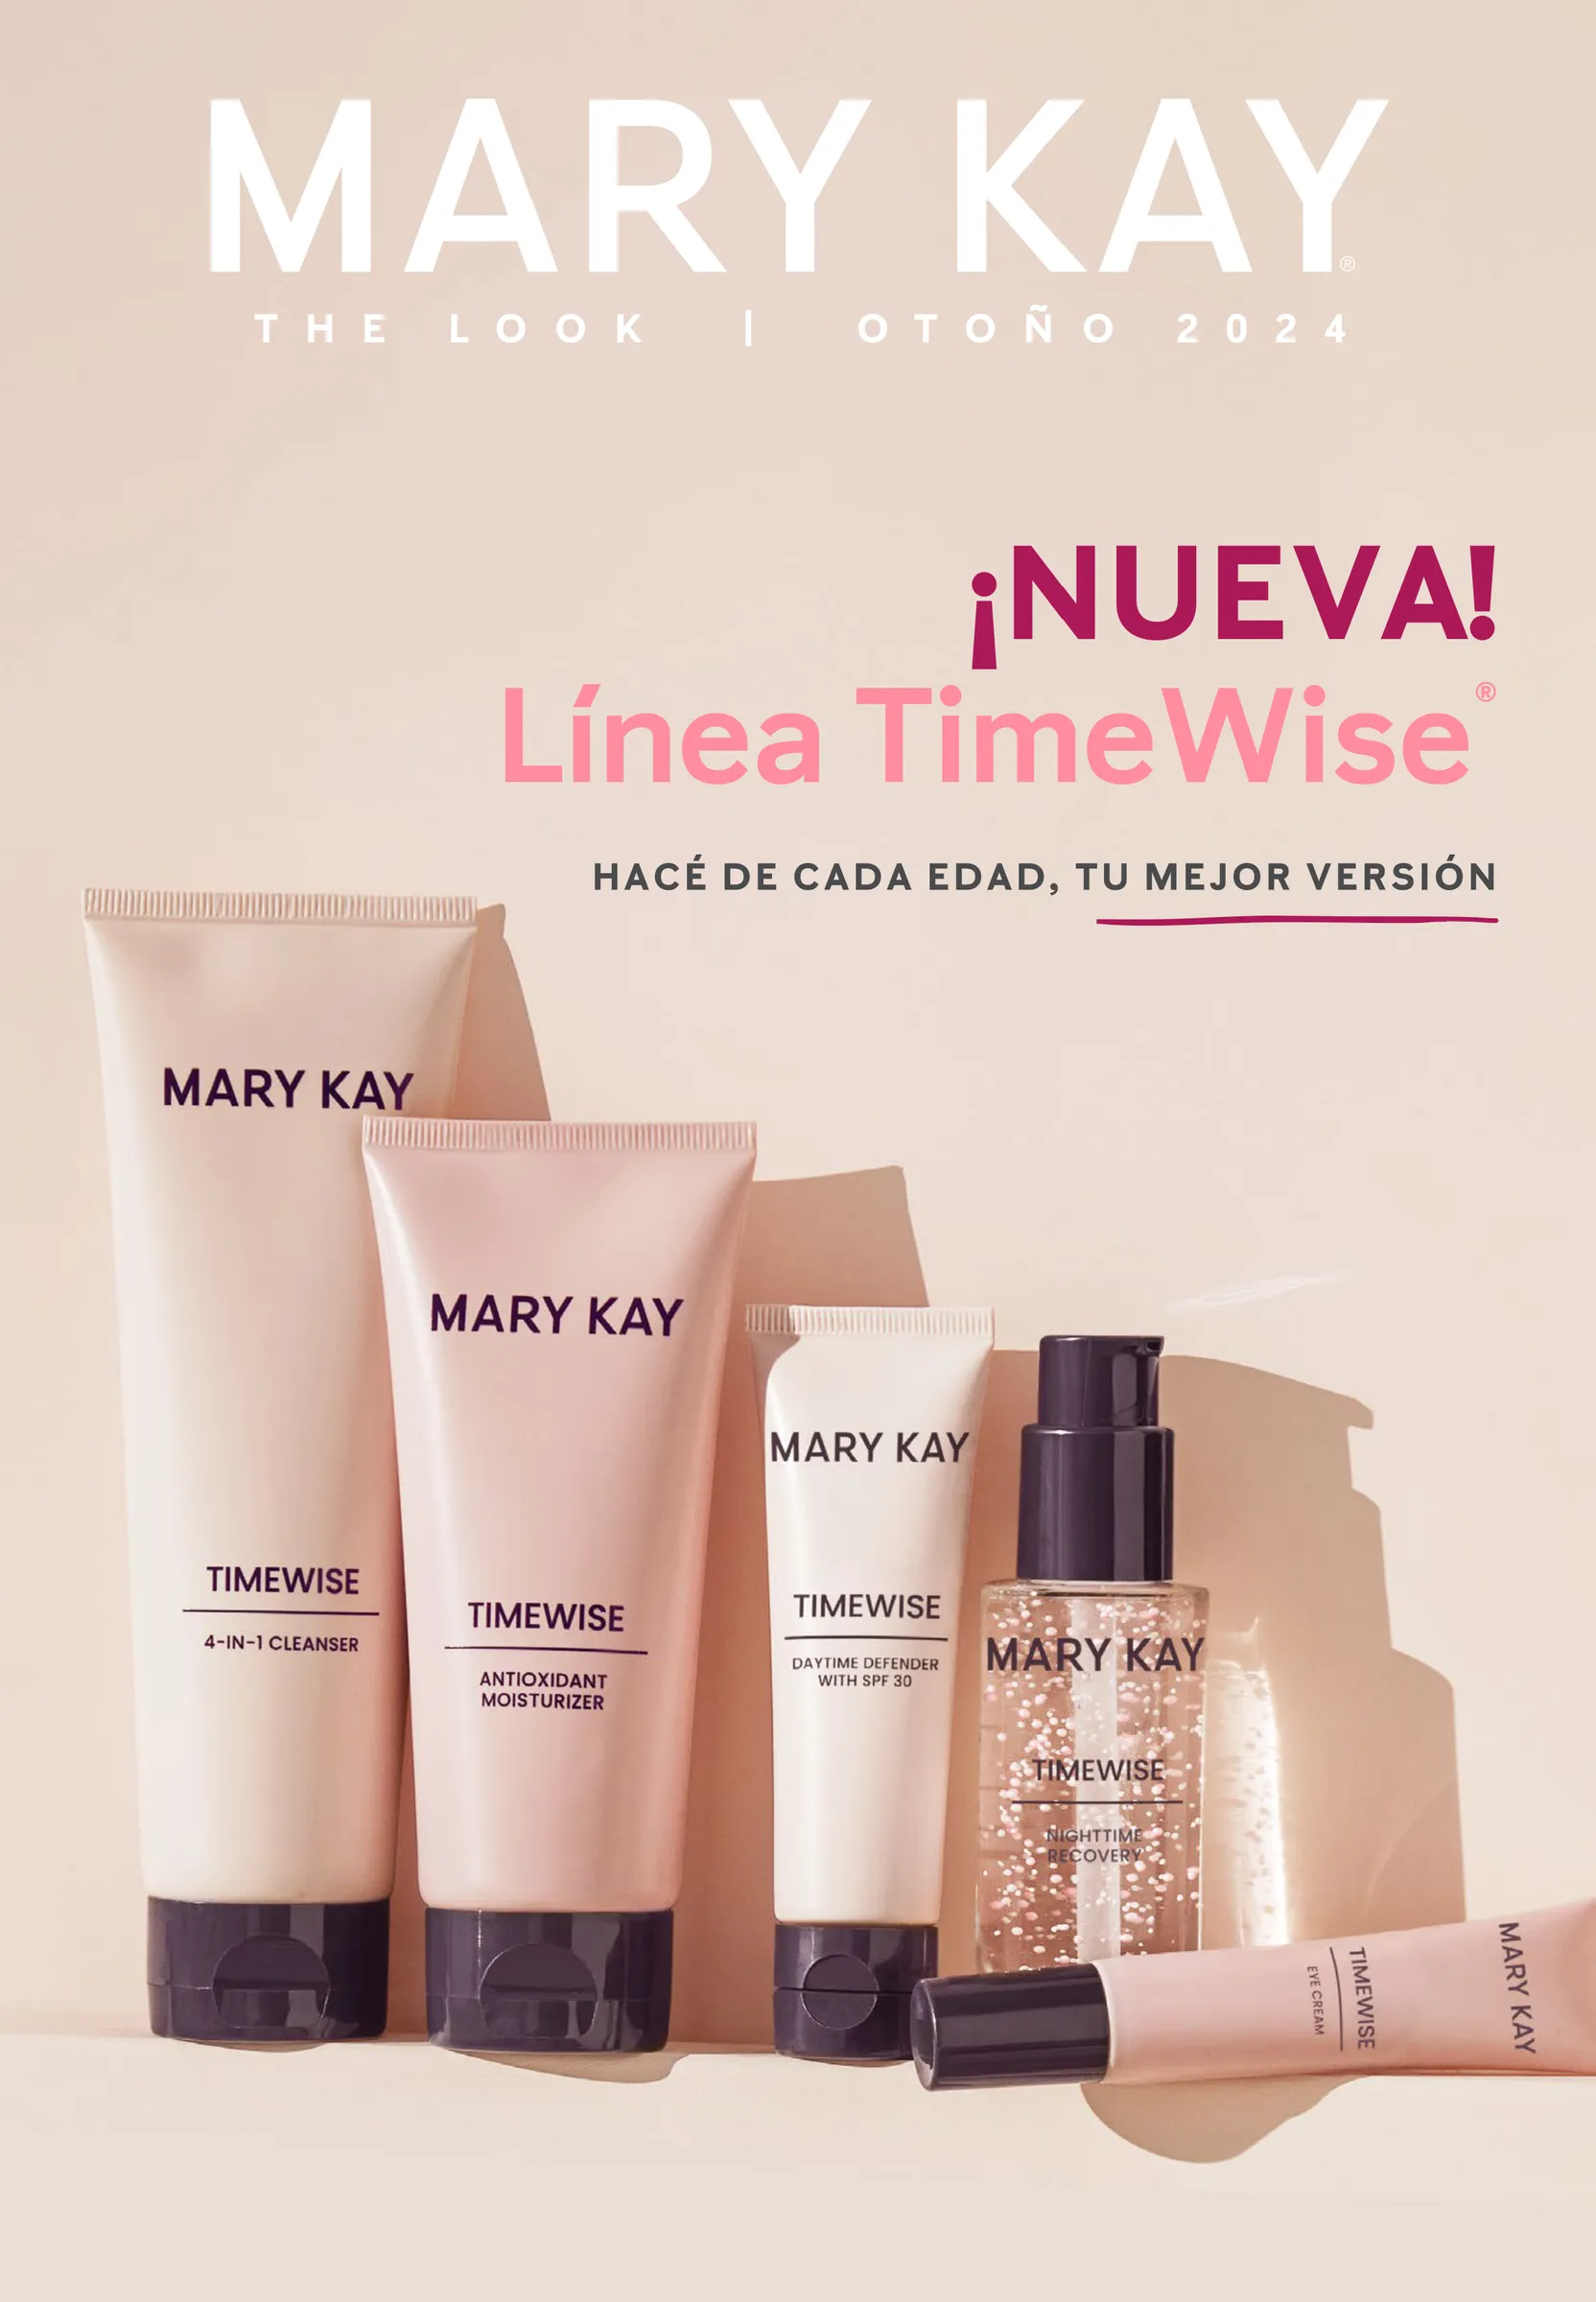 MARY KAY®
THE LOOK | OTOÑO 2024
¡NUEVA!
Línea TimeWise®
HACÉ DE CADA EDAD, TU MEJOR VERSIÓN
MARY KAY
TIMEWISE
4-IN-1 CLEANSER
MARY KAY
TIMEWISE
ANTIOXIDANT
MOISTURIZER
MARY KAY
TIMEWISE
DAYTIME DEFENDER
WITH SPF 30
MARY KAY
TIMEWISE
NIGHTTIME
RECOVERY
MARY KAY
TIMEWISE
EYE CREAM